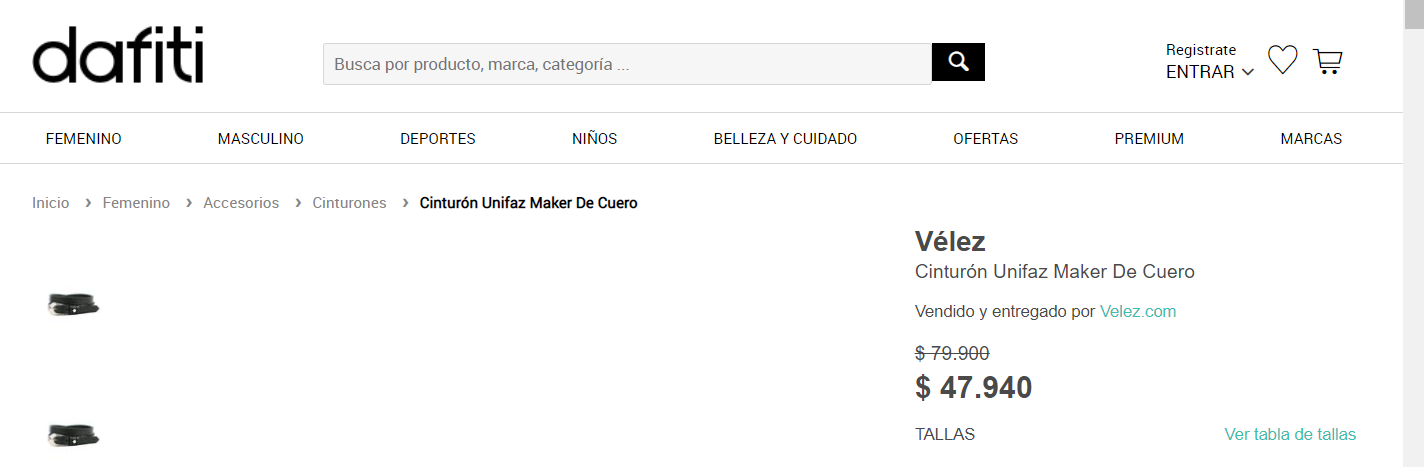 dafiti
Busca por producto, marca, categoría ...
Registrate
ENTRAR
FEMENINO MASCULINO DEPORTES NIÑOS BELLEZA Y CUIDADO OFERTAS PREMIUM MARCAS
Inicio › Femenino › Accesorios › Cinturones › Cinturón Unifaz Maker De Cuero
Vélez
Cinturón Unifaz Maker De Cuero
Vendido y entregado por Velez.com
$ 79.900
$ 47.940
TALLAS Ver tabla de tallas